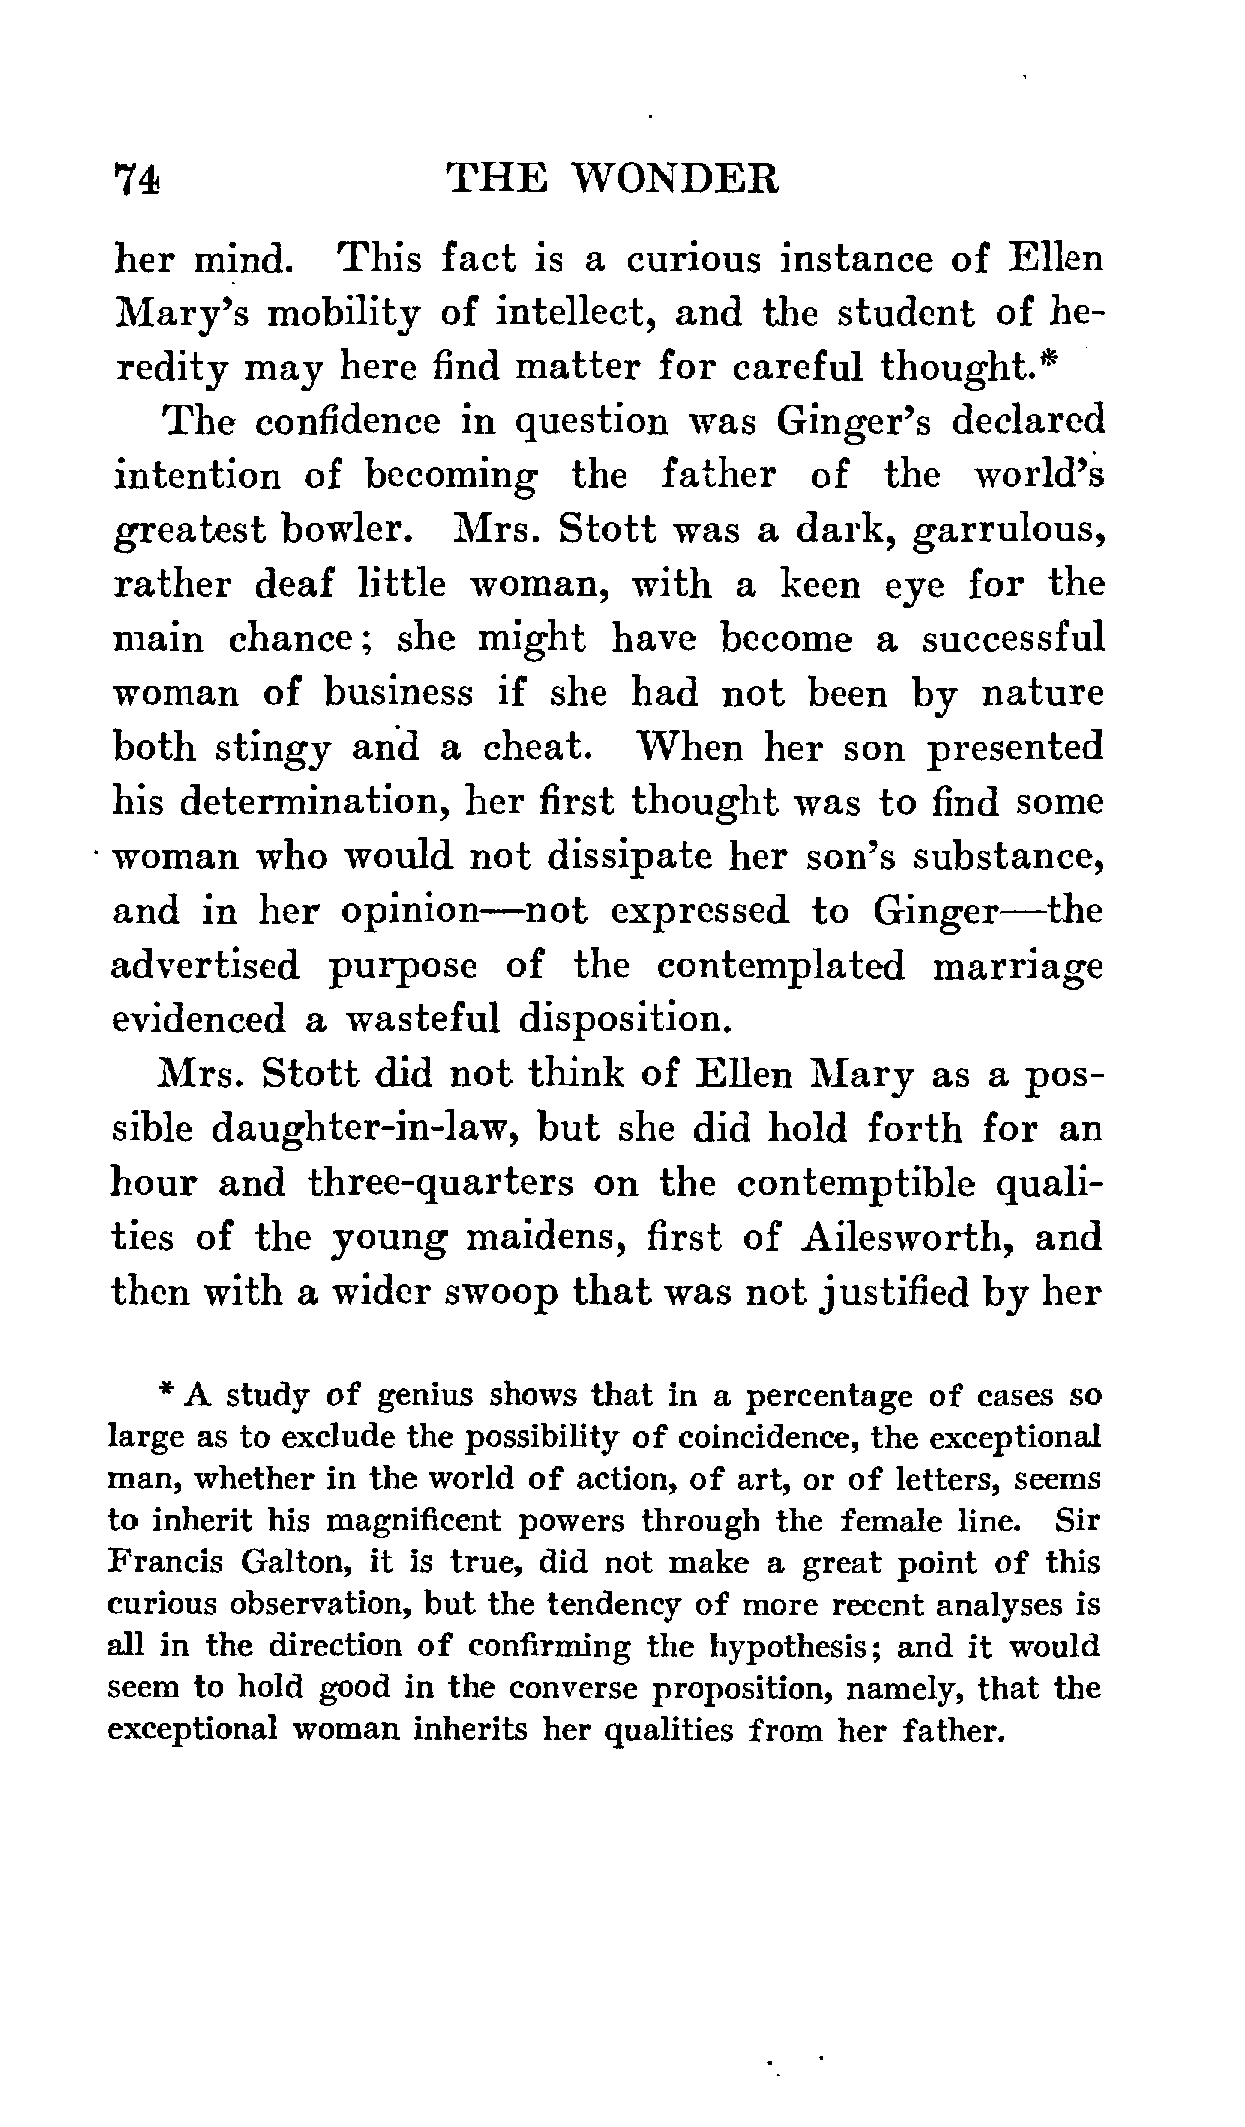 74 THE WONDER
her mind. This fact is a curious instance of Ellen
Mary's mobility of intellect, and the student of he-
redity may here find matter for careful thought.*
The confidence in question was Ginger's declared
intention of becoming the father of the world's
greatest bowler. Mrs. Stott was a dark, garrulous,
rather deaf little woman, with a keen eye for the
main chance; she might have become a successful
woman of business if she had not been by nature
both stingy and a cheat. When her son presented
his determination, her first thought was to find some
woman who would not dissipate her son's substance,
and in her opinion—not expressed to Ginger—the
advertised purpose of the contemplated marriage
evidenced a wasteful disposition.
Mrs. Stott did not think of Ellen Mary as a pos-
sible daughter-in-law, but she did hold forth for an
hour and three-quarters on the contemptible quali-
ties of the young maidens, first of Ailesworth, and
then with a wider swoop that was not justified by her
* A study of genius shows that in a percentage of cases so
large as to exclude the possibility of coincidence, the exceptional
man, whether in the world of action, of art, or of letters, seems
to inherit his magnificent powers through the female line. Sir
Francis Galton, it is true, did not make a great point of this
curious observation, but the tendency of more recent analyses is
all in the direction of confirming the hypothesis; and it would
seem to hold good in the converse proposition, namely, that the
exceptional woman inherits her qualities from her father.